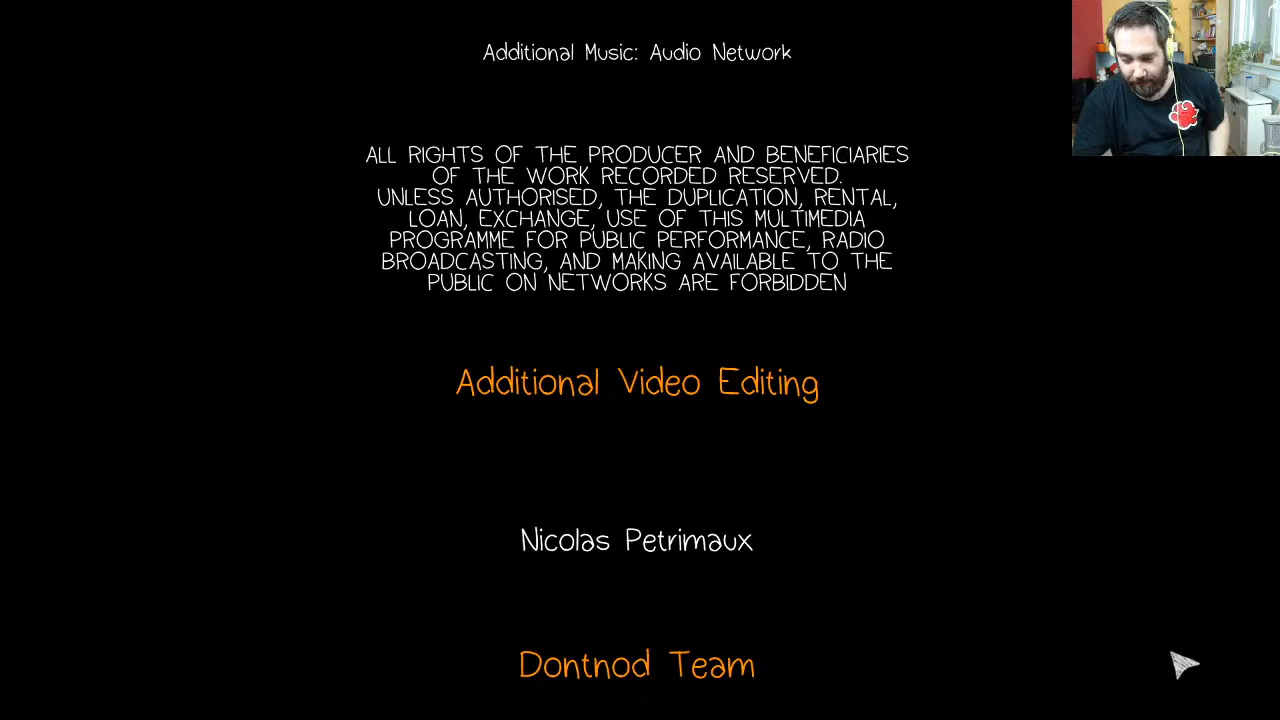 Additional Music: Audio Network
ALL RIGHTS OF THE PRODUCER AND BENEFICIARIES
OF THE WORK RECORDED RESERVED.
UNLESS AUTHORISED, THE DUPLICATION, RENTAL,
LOAN, EXCHANGE, USE OF THIS MULTIMEDIA
PROGRAMME FOR PUBLIC PERFORMANCE, RADIO
BROADCASTING, AND MAKING AVAILABLE TO THE
PUBLIC ON NETWORKS ARE FORBIDDEN
Additional Video Editing
Nicolas Petrimaux
Dontnod Team